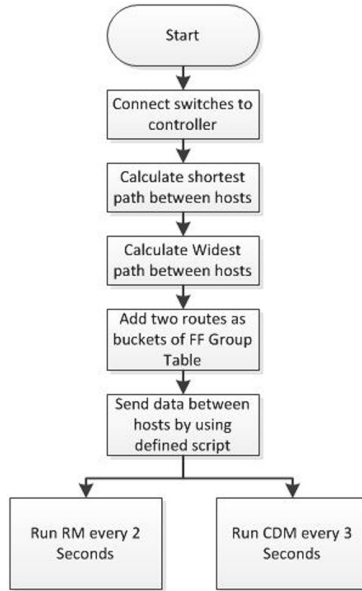 Start
Connect switches to
controller
Calculate shortest
path between hosts
Calculate Widest
path between hosts
Add two routes as
buckets of FF Group
Table
Send data between
hosts by using
defined script
Run RM every 2
Seconds
Run CDM every 3
Seconds